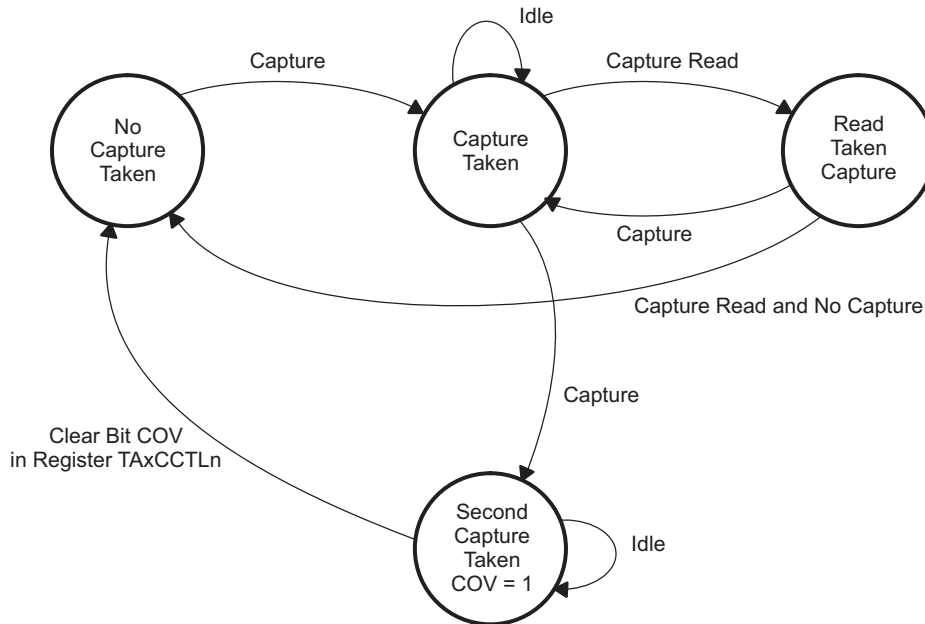 Idle
Capture
Capture Read
No
Capture
Taken
Capture
Taken
Read
Taken
Capture
Capture
Capture Read and No Capture
Capture
Clear Bit COV
in Register TAxCCTLn
Second
Capture
Taken
COV = 1
Idle